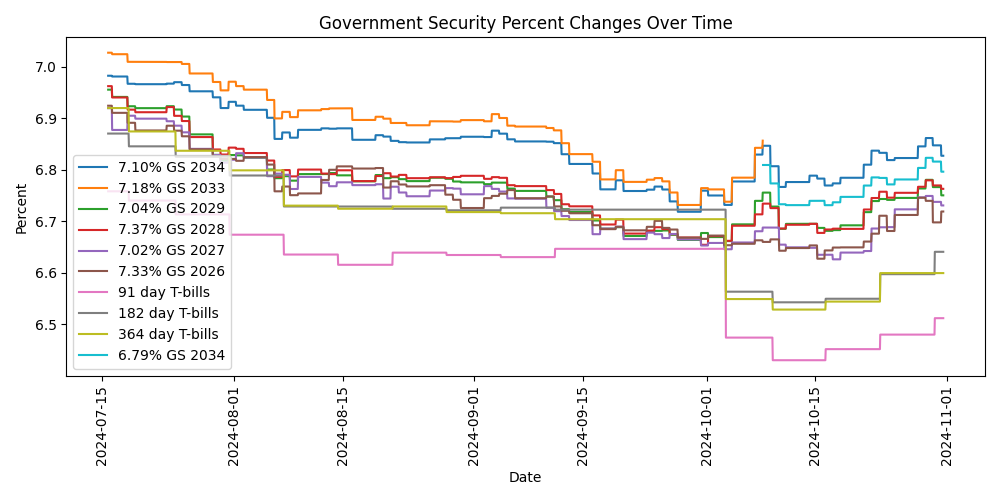 Government Security Percent Changes Over Time
Percent
7.0
6.9
6.8
6.7
6.6
6.5
7.10% GS 2034
7.18% GS 2033
7.04% GS 2029
7.37% GS 2028
7.02% GS 2027
7.33% GS 2026
91 day T-bills
182 day T-bills
364 day T-bills
6.79% GS 2034
2024-07-15
2024-08-01
2024-08-15
2024-09-01
2024-09-15
2024-10-01
2024-10-15
2024-11-01
Date